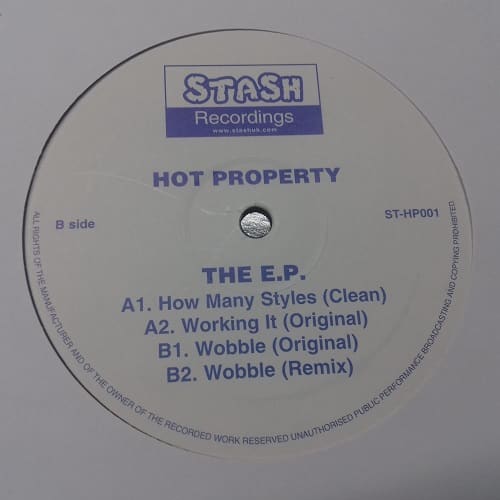 STASH
Recordings
www.stashuk.com
HOT PROPERTY
B side
ST-HP001
THE E.P.
A1. How Many Styles (Clean)
A2. Working It (Original)
B1. Wobble (Original)
B2. Wobble (Remix)
ALL RIGHTS OF THE MANUFACTURER AND OF THE OWNER OF THE RECORDED WORK RESERVED UNAUTHORISED PUBLIC PERFORMANCE BROADCASTING AND COPYING PROHIBITED